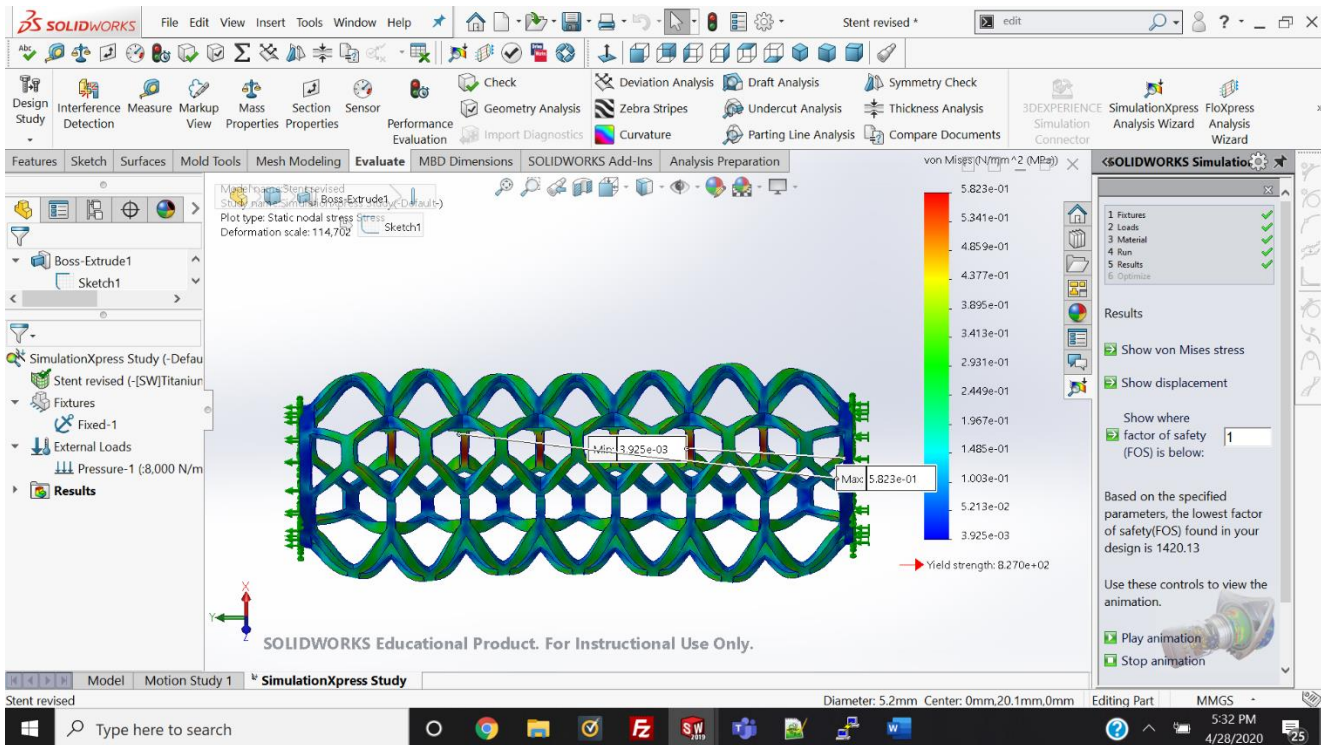 SOLIDWORKS File Edit View Insert Tools Window Help Stent revised * edit
Design Study
Interference Detection
Measure
Markup View
Mass Properties
Section Properties
Sensor
Performance Evaluation
Check
Geometry Analysis
Import Diagnostics
Deviation Analysis
Zebra Stripes
Curvature
Draft Analysis
Undercut Analysis
Parting Line Analysis
Symmetry Check
Thickness Analysis
Compare Documents
3DEXPERIENCE Simulation Connector
SimulationXpress Analysis Wizard
FloXpress Analysis Wizard
Features Sketch Surfaces Mold Tools Mesh Modeling Evaluate MBD Dimensions SOLIDWORKS Add-Ins Analysis Preparation
Boss-Extrude1
Sketch1
SimulationXpress Study (-Defau
Stent revised (-[SW]Titaniun
Fixtures
Fixed-1
External Loads
Pressure-1 (:8,000 N/m
Results
Model name:Stent revised
Plot type: Static nodal stress Stress
Deformation scale: 114,702
Boss-Extrude1
Sketch1
von Mises (N/mm^2 (MPa))
5.823e-01
5.341e-01
4.859e-01
4.377e-01
3.895e-01
3.413e-01
2.931e-01
2.449e-01
1.967e-01
1.485e-01
1.003e-01
5.213e-02
3.925e-03
Yield strength: 8.270e+02
Min: 3.925e-03
Max: 5.823e-01
X
Y
Z
SOLIDWORKS Educational Product. For Instructional Use Only.
SOLIDWORKS Simulation
1 Fixtures
2 Loads
3 Material
4 Run
5 Results
6 Optimize
Results
Show von Mises stress
Show displacement
Show where
factor of safety 1
(FOS) is below:
Based on the specified
parameters, the lowest factor
of safety(FOS) found in your
design is 1420.13
Use these controls to view the
animation.
Play animation
Stop animation
Model Motion Study 1 SimulationXpress Study
Stent revised Diameter: 5.2mm Center: 0mm,20.1mm,0mm Editing Part MMGS
Type here to search
5:32 PM
4/28/2020
25